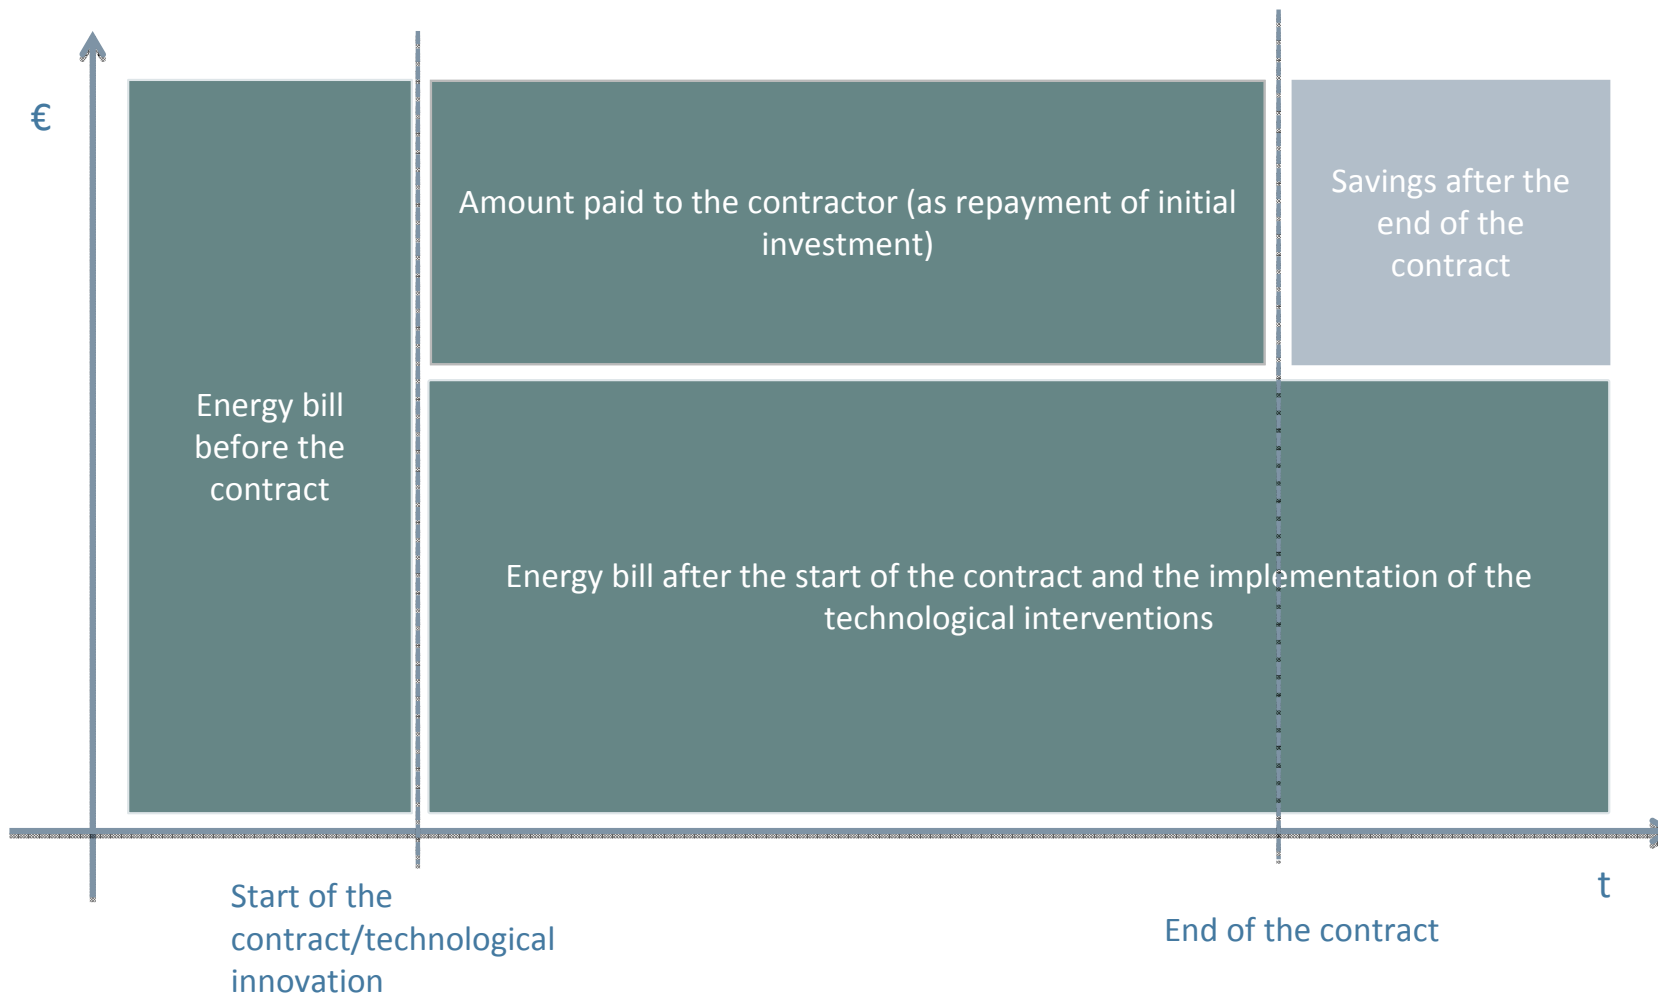 €
Energy bill
before the
contract
Amount paid to the contractor (as repayment of initial
investment)
Savings after the
end of the
contract
Energy bill after the start of the contract and the implementation of the
technological interventions
t
Start of the
contract/technological
innovation
End of the contract